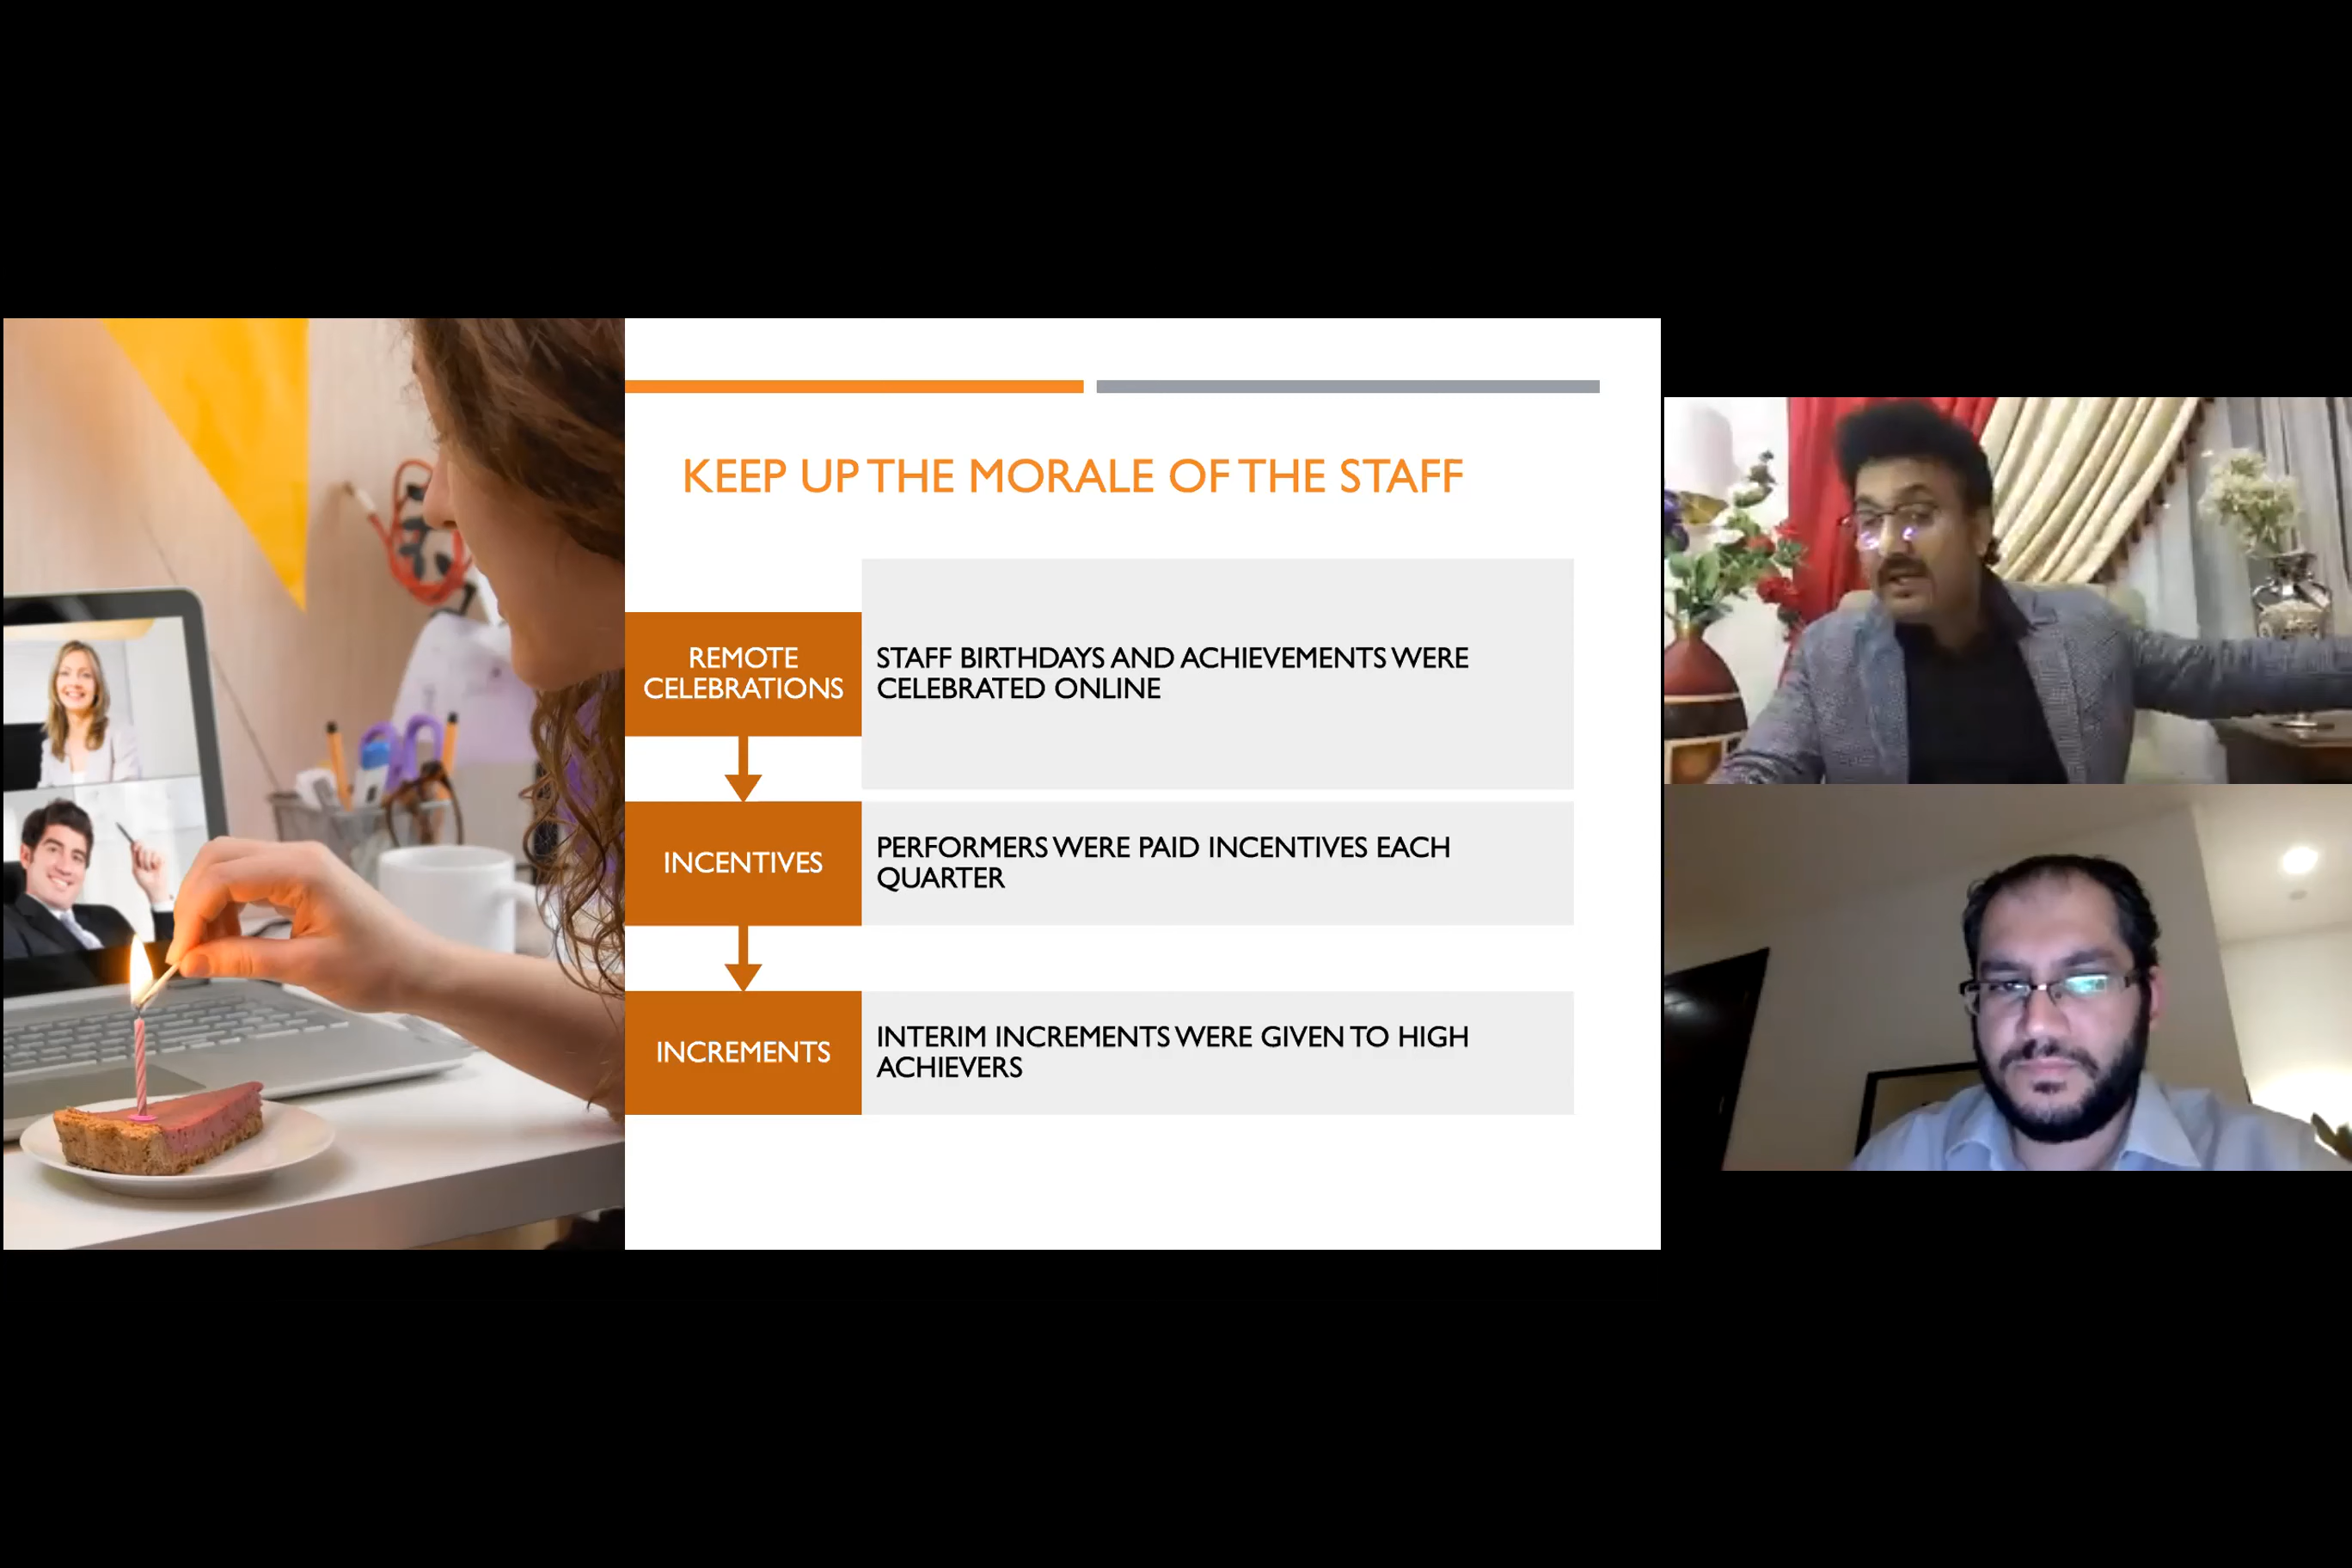 KEEP UP THE MORALE OF THE STAFF
REMOTE
CELEBRATIONS
STAFF BIRTHDAYS AND ACHIEVEMENTS WERE
CELEBRATED ONLINE
INCENTIVES
PERFORMERS WERE PAID INCENTIVES EACH
QUARTER
INCREMENTS
INTERIM INCREMENTS WERE GIVEN TO HIGH
ACHIEVERS